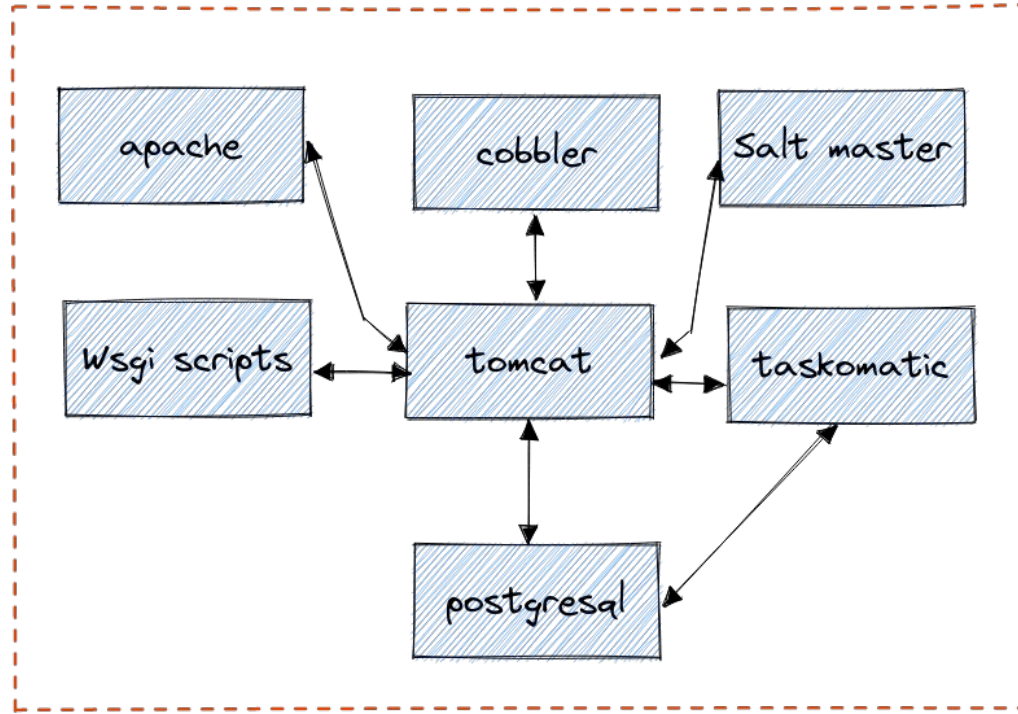 apache
cobbler
Salt master
Wsgi scripts
tomcat
taskomatic
postgresql